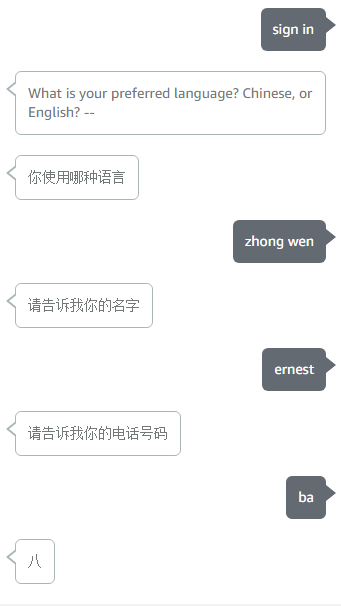 sign in
What is your preferred language? Chinese, or
English? --
你使用哪种语言
zhong wen
请告诉我你的名字
ernest
请告诉我你的电话号码
ba
八